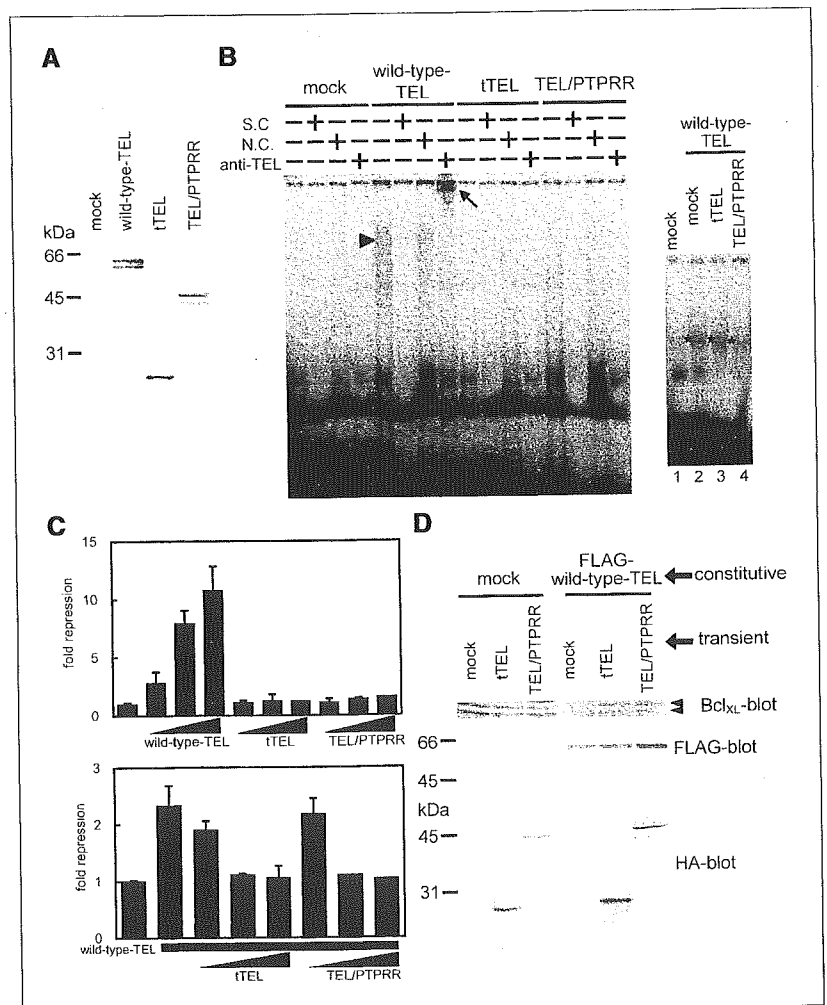 A
mock
wild-type-TEL
tTEL
TEL/PTPRR
kDa
66
45
31
B
mock
wild-type-
TEL
tTEL
TEL/PTPRR
S.C
− + − − − + − − − − + − − − + − −
N.C.
− − + − − − + − − − − + − − − + −
anti-TEL
− − − + − − − + − − − + − − − +
wild-type-
TEL
mock
mock
tTEL
TEL/PTPRR
1 2 3 4
C
fold repression
15
10
5
0
wild-type-TEL
tTEL
TEL/PTPRR
fold repression
3
2
1
0
wild-type-TEL
tTEL
TEL/PTPRR
D
mock
FLAG-
wild-type-TEL
constitutive
transient
mock
tTEL
TEL/PTPRR
mock
tTEL
TEL/PTPRR
BclXL-blot
66
FLAG-blot
45
kDa
45
HA-blot
31